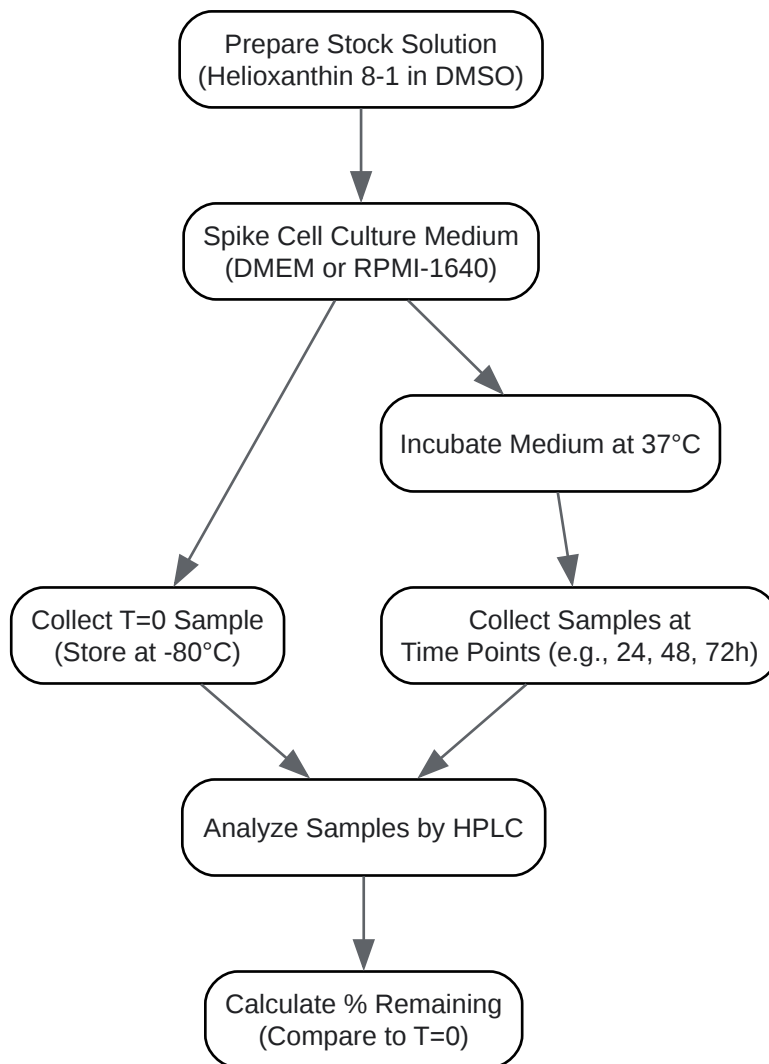 Prepare Stock Solution
(Helioxanthin 8-1 in DMSO)
Spike Cell Culture Medium
(DMEM or RPMI-1640)
Incubate Medium at 37°C
Collect T=0 Sample
(Store at -80°C)
Collect Samples at
Time Points (e.g., 24, 48, 72h)
Analyze Samples by HPLC
Calculate % Remaining
(Compare to T=0)